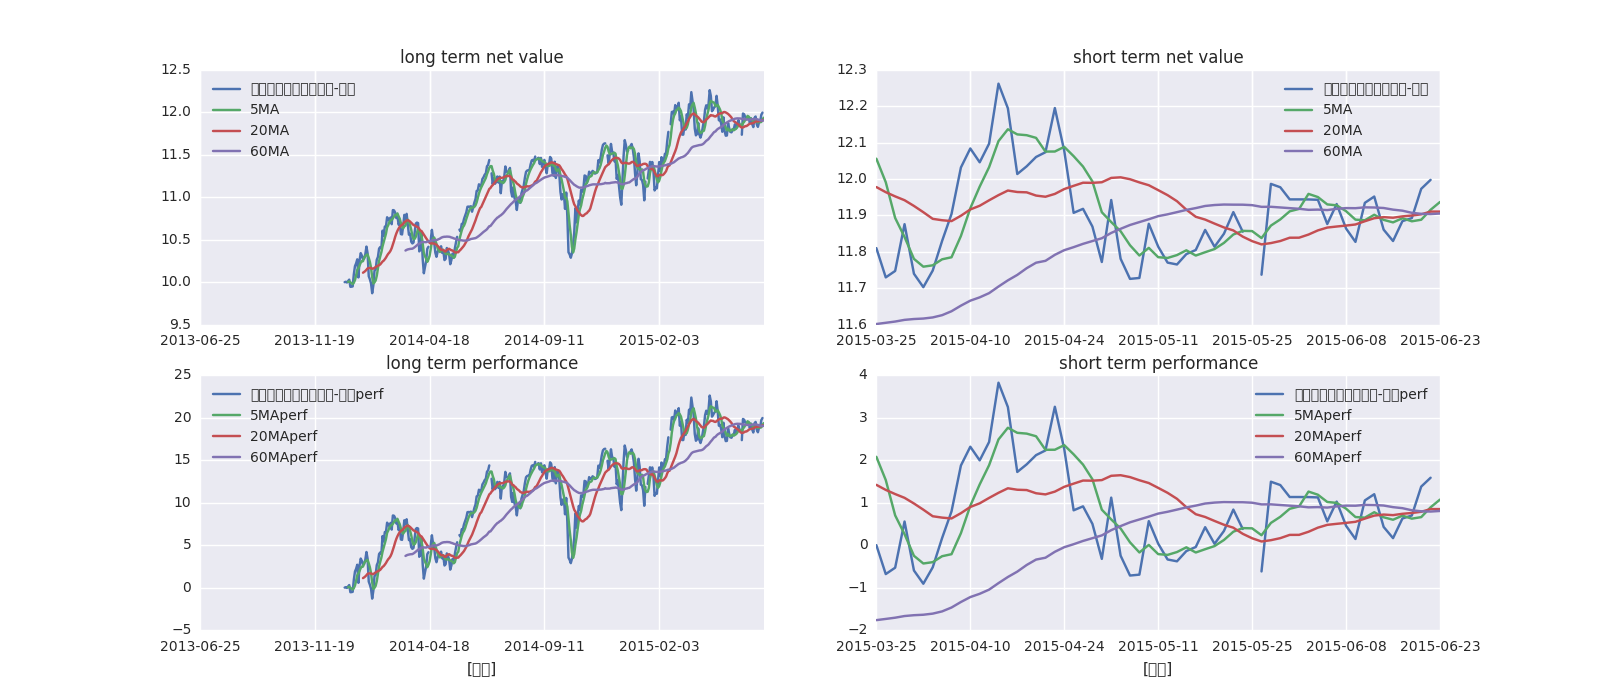 long term net value
12.5
12.0
11.5
11.0
10.5
10.0
9.5
5MA
20MA
60MA
2013-06-25 2013-11-19 2014-04-18 2014-09-11 2015-02-03
short term net value
12.3
12.2
12.1
12.0
11.9
11.8
11.7
11.6
5MA
20MA
60MA
2015-03-25 2015-04-10 2015-04-24 2015-05-11 2015-05-25 2015-06-08 2015-06-23
long term performance
25
20
15
10
5
0
−5
perf
5MAperf
20MAperf
60MAperf
2013-06-25 2013-11-19 2014-04-18 2014-09-11 2015-02-03
short term performance
4
3
2
1
0
−1
−2
perf
5MAperf
20MAperf
60MAperf
2015-03-25 2015-04-10 2015-04-24 2015-05-11 2015-05-25 2015-06-08 2015-06-23